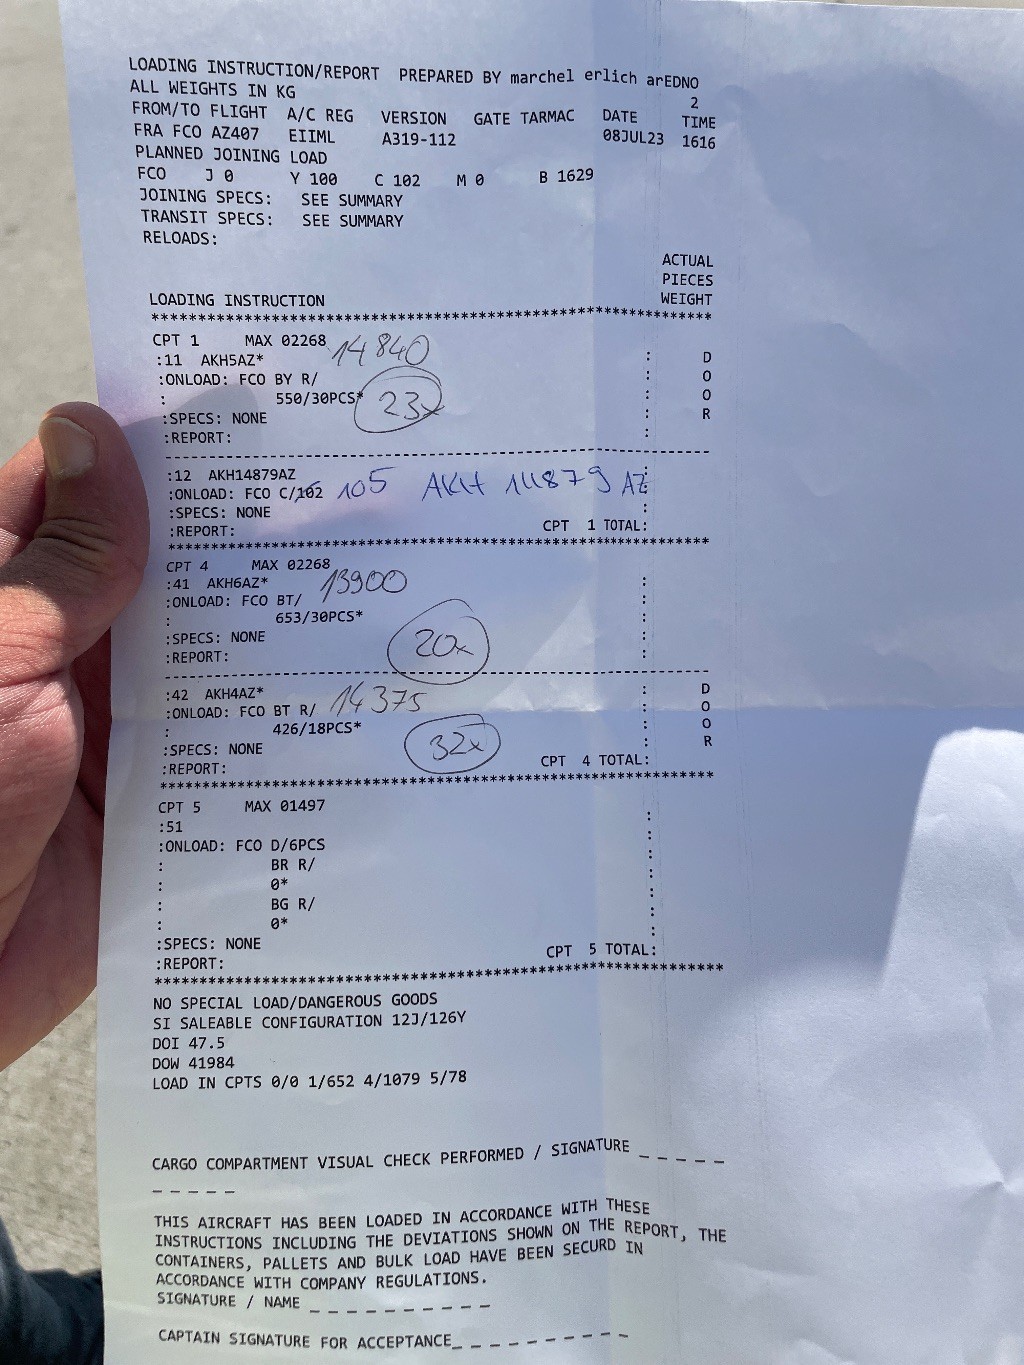 LOADING INSTRUCTION/REPORT PREPARED BY marchel erlich arEDNO
ALL WEIGHTS IN KG 2
FROM/TO FLIGHT A/C REG VERSION GATE TARMAC DATE TIME
FRA FCO AZ407 EIIML A319-112 08JUL23 1616
PLANNED JOINING LOAD
FCO J 0 Y 100 C 102 M 0 B 1629
JOINING SPECS: SEE SUMMARY
TRANSIT SPECS: SEE SUMMARY
RELOADS:
ACTUAL
PIECES
LOADING INSTRUCTION WEIGHT
************************************************************
CPT 1 MAX 02268 14840
:11 AKH5AZ* : D
:ONLOAD: FCO BY R/ : O
: 550/30PCS* 23x : O
:SPECS: NONE : R
:REPORT: :
------------------------------------------------------------
:12 AKH14879AZ :
:ONLOAD: FCO C/102 105 AKH 14879 AZ :
:SPECS: NONE :
:REPORT: CPT 1 TOTAL:
************************************************************
CPT 4 MAX 02268
:41 AKH6AZ* 13900 :
:ONLOAD: FCO BT/ :
: 653/30PCS* :
:SPECS: NONE 20x :
:REPORT: :
------------------------------------------------------------
:42 AKH4AZ* 14375 : D
:ONLOAD: FCO BT R/ : O
: 426/18PCS* : O
:SPECS: NONE 32x : R
:REPORT: CPT 4 TOTAL:
************************************************************
CPT 5 MAX 01497
:51 :
:ONLOAD: FCO D/6PCS :
: BR R/ :
: 0* :
: BG R/ :
: 0* :
:SPECS: NONE :
:REPORT: CPT 5 TOTAL:
************************************************************
NO SPECIAL LOAD/DANGEROUS GOODS
SI SALEABLE CONFIGURATION 12J/126Y
DOI 47.5
DOW 41984
LOAD IN CPTS 0/0 1/652 4/1079 5/78
CARGO COMPARTMENT VISUAL CHECK PERFORMED / SIGNATURE _ _ _ _ _
_ _ _ _ _
THIS AIRCRAFT HAS BEEN LOADED IN ACCORDANCE WITH THESE
INSTRUCTIONS INCLUDING THE DEVIATIONS SHOWN ON THE REPORT, THE
CONTAINERS, PALLETS AND BULK LOAD HAVE BEEN SECURD IN
ACCORDANCE WITH COMPANY REGULATIONS.
SIGNATURE / NAME _ _ _ _ _ _ _ _ _ _
CAPTAIN SIGNATURE FOR ACCEPTANCE_ _ _ _ _ _ _ _ _ _